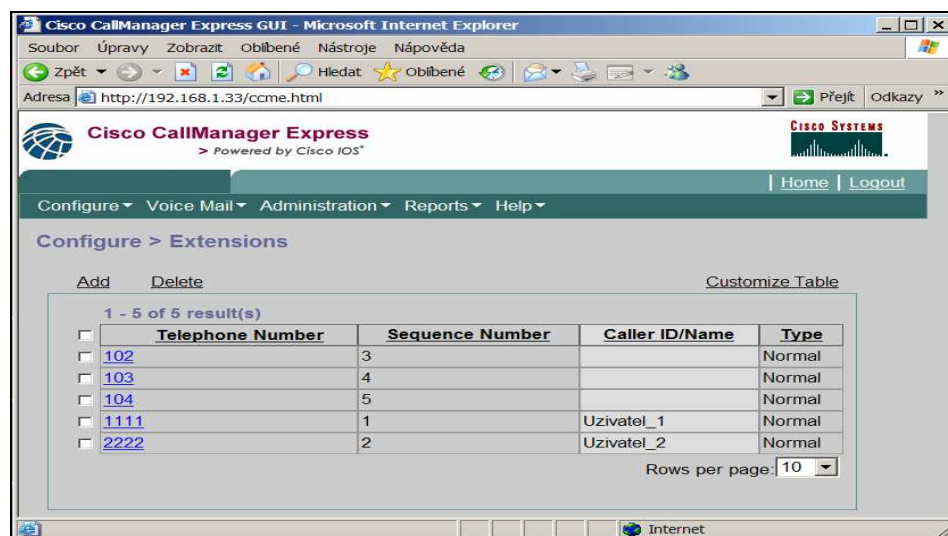 Cisco CallManager Express GUI - Microsoft Internet Explorer
Soubor Úpravy Zobrazit Oblíbené Nástroje Nápověda
Zpět Hledat Oblíbené
Adresa http://192.168.1.33/ccme.html Přejít Odkazy »
Cisco CallManager Express
> Powered by Cisco IOS
CISCO SYSTEMS
| Home | Logout
Configure Voice Mail Administration Reports Help
Configure > Extensions
Add Delete Customize Table
1 - 5 of 5 result(s)
Telephone Number Sequence Number Caller ID/Name Type
102 3 Normal
103 4 Normal
104 5 Normal
1111 1 Uzivatel_1 Normal
2222 2 Uzivatel_2 Normal
Rows per page: 10
Internet